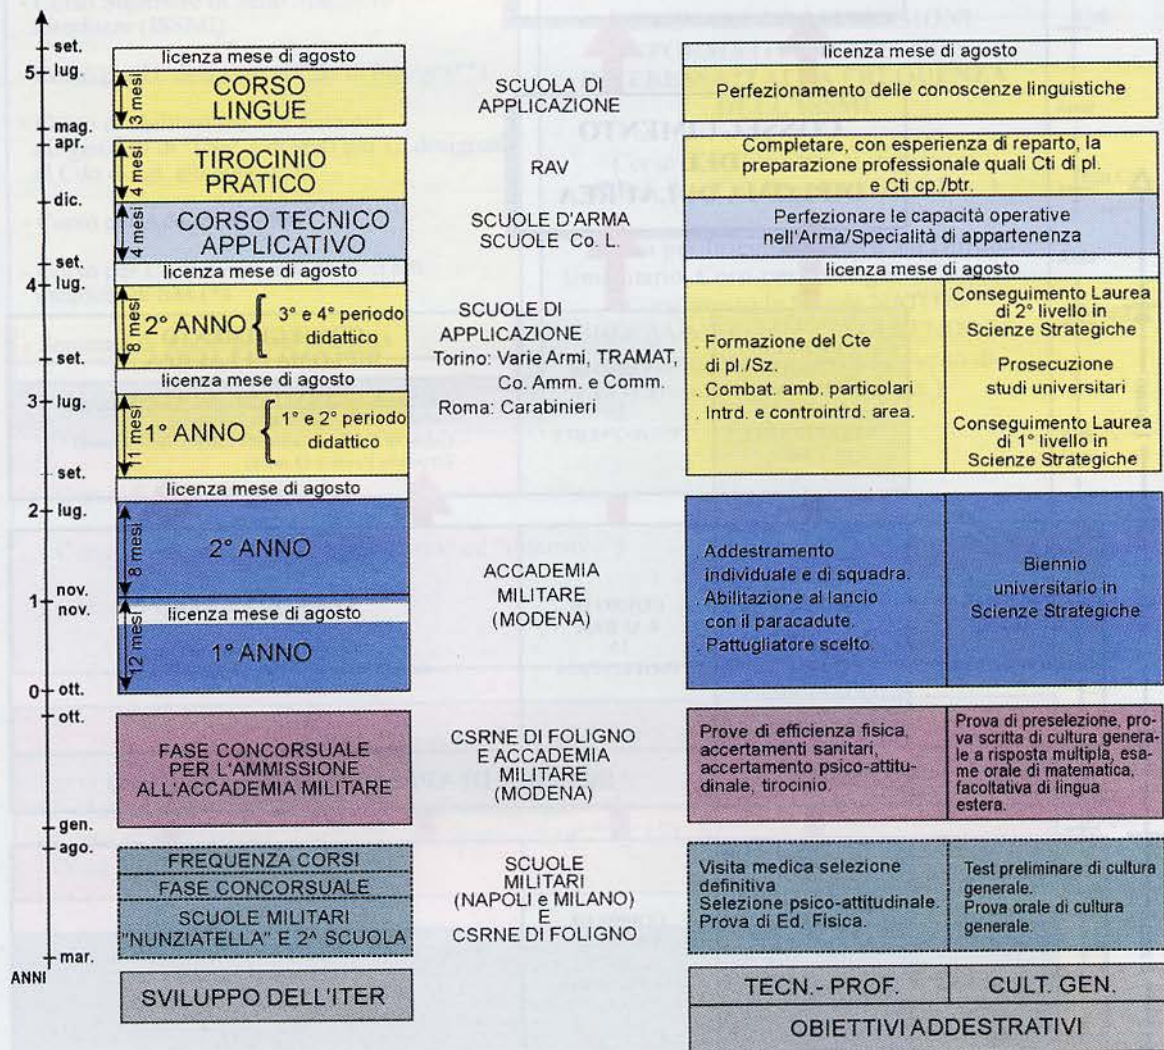 set.
licenza mese di agosto
licenza mese di agosto
5
lug.
3 mesi
CORSO
LINGUE
SCUOLA DI
APPLICAZIONE
Perfezionamento delle conoscenze linguistiche
mag.
apr.
4 mesi
TIROCINIO
PRATICO
RAV
Completare, con esperienza di reparto, la
preparazione professionale quali Cti di pl.
e Cti cp./btr.
dic.
4 mesi
CORSO TECNICO
APPLICATIVO
SCUOLE D'ARMA
SCUOLE Co. L.
Perfezionare le capacità operative
nell'Arma/Specialità di appartenenza
set.
licenza mese di agosto
licenza mese di agosto
4
lug.
8 mesi
2° ANNO
3° e 4° periodo
didattico
SCUOLE DI
APPLICAZIONE
Torino: Varie Armi, TRAMAT,
Co. Amm. e Comm.
Roma: Carabinieri
. Formazione del Cte
di pl./Sz.
. Combat. amb. particolari
. Intrd. e controintrd. area.
Conseguimento Laurea
di 2° livello in
Scienze Strategiche
Prosecuzione
studi universitari
Conseguimento Laurea
di 1° livello in
Scienze Strategiche
set.
licenza mese di agosto
3
lug.
11 mesi
1° ANNO
1° e 2° periodo
didattico
set.
licenza mese di agosto
2
lug.
8 mesi
2° ANNO
ACCADEMIA
MILITARE
(MODENA)
. Addestramento
individuale e di squadra.
. Abilitazione al lancio
con il paracadute.
. Pattugliatore scelto.
Biennio
universitario in
Scienze Strategiche
nov.
1
nov.
licenza mese di agosto
12 mesi
1° ANNO
0
ott.
ott.
FASE CONCORSUALE
PER L'AMMISSIONE
ALL'ACCADEMIA MILITARE
CSRNE DI FOLIGNO
E ACCADEMIA
MILITARE
(MODENA)
Prove di efficienza fisica,
accertamenti sanitari,
accertamento psico-attitu-
dinale, tirocinio.
Prova di preselezione, pro-
va scritta di cultura genera-
le a risposta multipla, esa-
me orale di matematica,
facoltativa di lingua
estera.
gen.
ago.
FREQUENZA CORSI
FASE CONCORSUALE
SCUOLE MILITARI
"NUNZIATELLA" E 2^ SCUOLA
SCUOLE
MILITARI
(NAPOLI e MILANO)
E
CSRNE DI FOLIGNO
Visita medica selezione
definitiva
Selezione psico-attitudinale.
Prova di Ed. Fisica.
Test preliminare di cultura
generale.
Prova orale di cultura
generale.
mar.
ANNI
SVILUPPO DELL'ITER
TECN.- PROF.
CULT. GEN.
OBIETTIVI ADDESTRATIVI